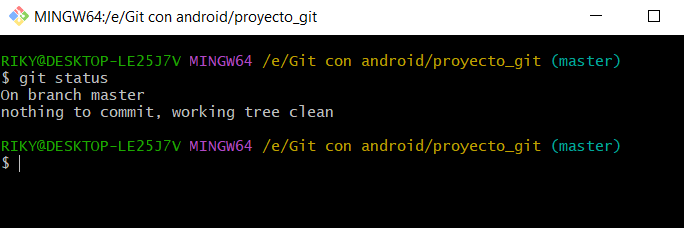 MINGW64:/e/Git con android/proyecto_git
RIKY@DESKTOP-LE25J7V MINGW64 /e/Git con android/proyecto_git (master)
$ git status
On branch master
nothing to commit, working tree clean
RIKY@DESKTOP-LE25J7V MINGW64 /e/Git con android/proyecto_git (master)
$